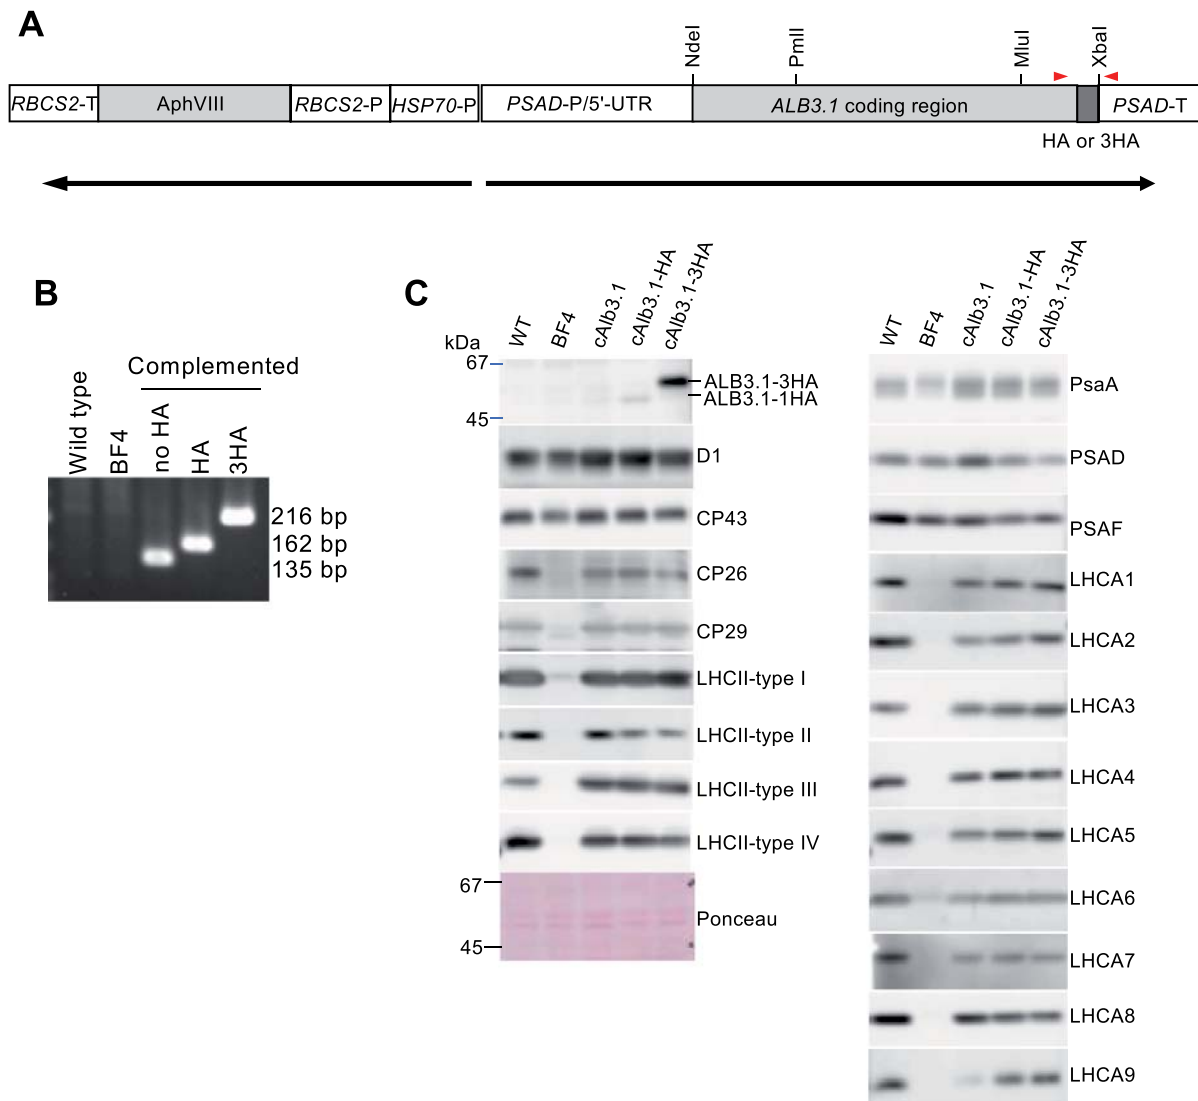 A
NdeI
PmlI
MluI
XbaI
RBCS2-T
AphVIII
RBCS2-P
HSP70-P
PSAD-P/5'-UTR
ALB3.1 coding region
PSAD-T
HA or 3HA
B
Complemented
Wild type
BF4
no HA
HA
3HA
216 bp
162 bp
135 bp
C
WT
BF4
cAlb3.1
cAlb3.1-HA
cAlb3.1-3HA
kDa
67
45
ALB3.1-3HA
ALB3.1-1HA
D1
CP43
CP26
CP29
LHCII-type I
LHCII-type II
LHCII-type III
LHCII-type IV
67
45
Ponceau
WT
BF4
cAlb3.1
cAlb3.1-HA
cAlb3.1-3HA
PsaA
PSAD
PSAF
LHCA1
LHCA2
LHCA3
LHCA4
LHCA5
LHCA6
LHCA7
LHCA8
LHCA9